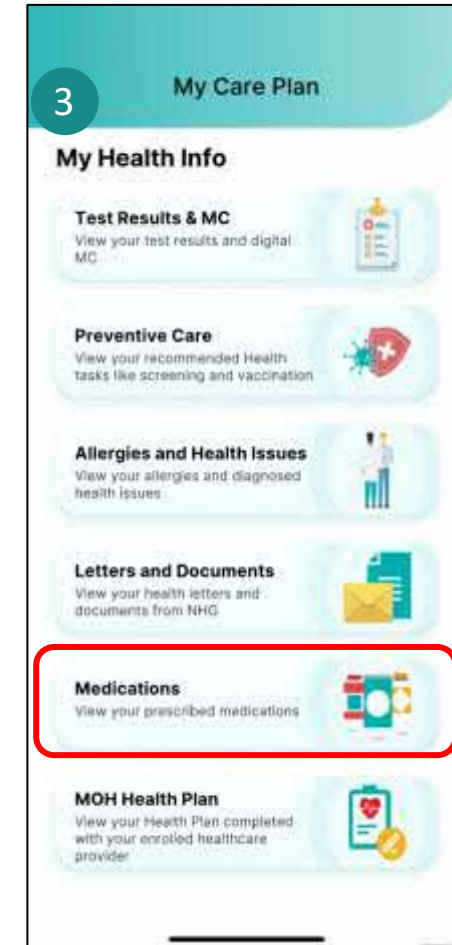 3
My Care Plan
My Health Info
Test Results & MC
View your test results and digital
MC
Preventive Care
View your recommended Health
tasks like screening and vaccination
Allergies and Health Issues
View your allergies and diagnosed
health issues
Letters and Documents
View your health letters and
documents from NHG
Medications
View your prescribed medications
MOH Health Plan
View your Health Plan completed
with your enrolled healthcare
provider